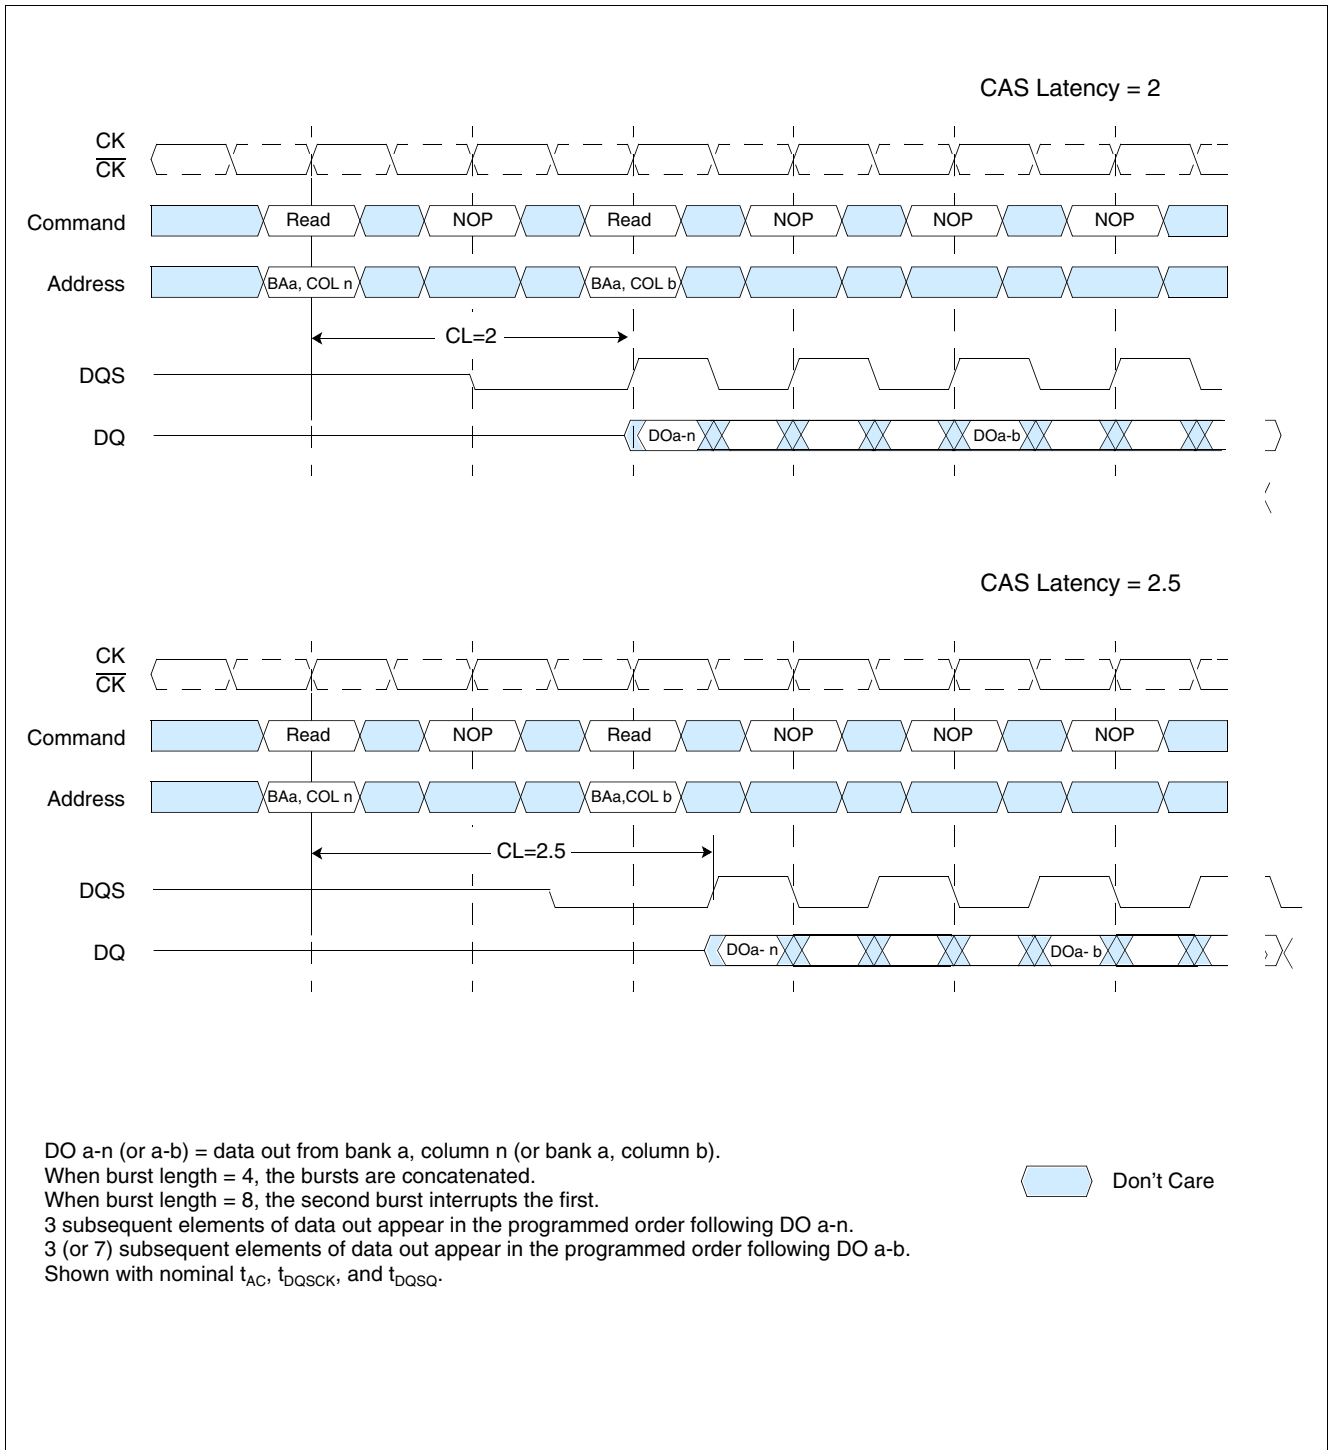 CAS Latency = 2
CK
CK
Command Read NOP Read NOP NOP NOP
Address BAa, COL n BAa, COL b
CL=2
DQS
DQ DOa-n DOa-b
CAS Latency = 2.5
CK
CK
Command Read NOP Read NOP NOP NOP
Address BAa, COL n BAa,COL b
CL=2.5
DQS
DQ DOa- n DOa- b
DO a-n (or a-b) = data out from bank a, column n (or bank a, column b).
When burst length = 4, the bursts are concatenated.
When burst length = 8, the second burst interrupts the first.
3 subsequent elements of data out appear in the programmed order following DO a-n.
3 (or 7) subsequent elements of data out appear in the programmed order following DO a-b.
Shown with nominal tAC, tDQSCK, and tDQSQ.
Don't Care